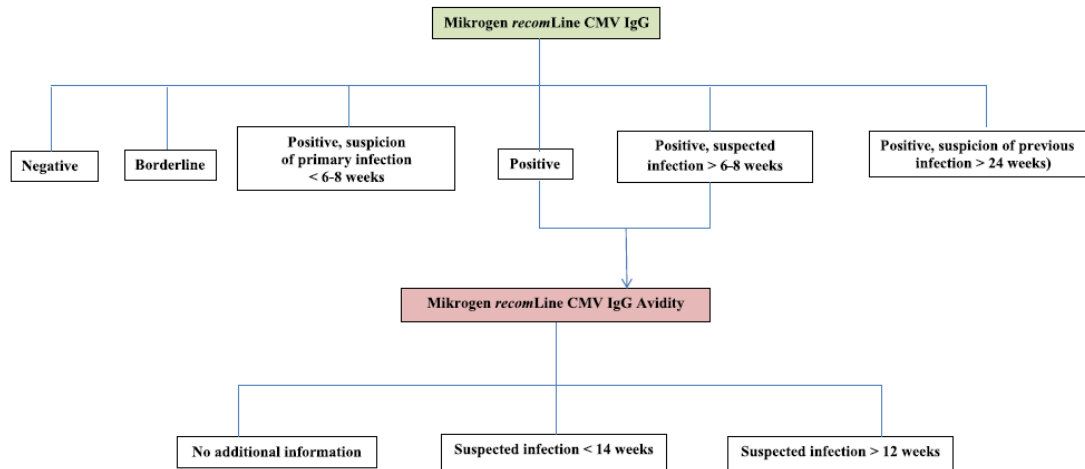 Mikrogen recomLine CMV IgG
Negative
Borderline
Positive, suspicion
of primary infection
< 6-8 weeks
Positive
Positive, suspected
infection > 6-8 weeks
Positive, suspicion of previous
infection > 24 weeks)
Mikrogen recomLine CMV IgG Avidity
No additional information
Suspected infection < 14 weeks
Suspected infection > 12 weeks